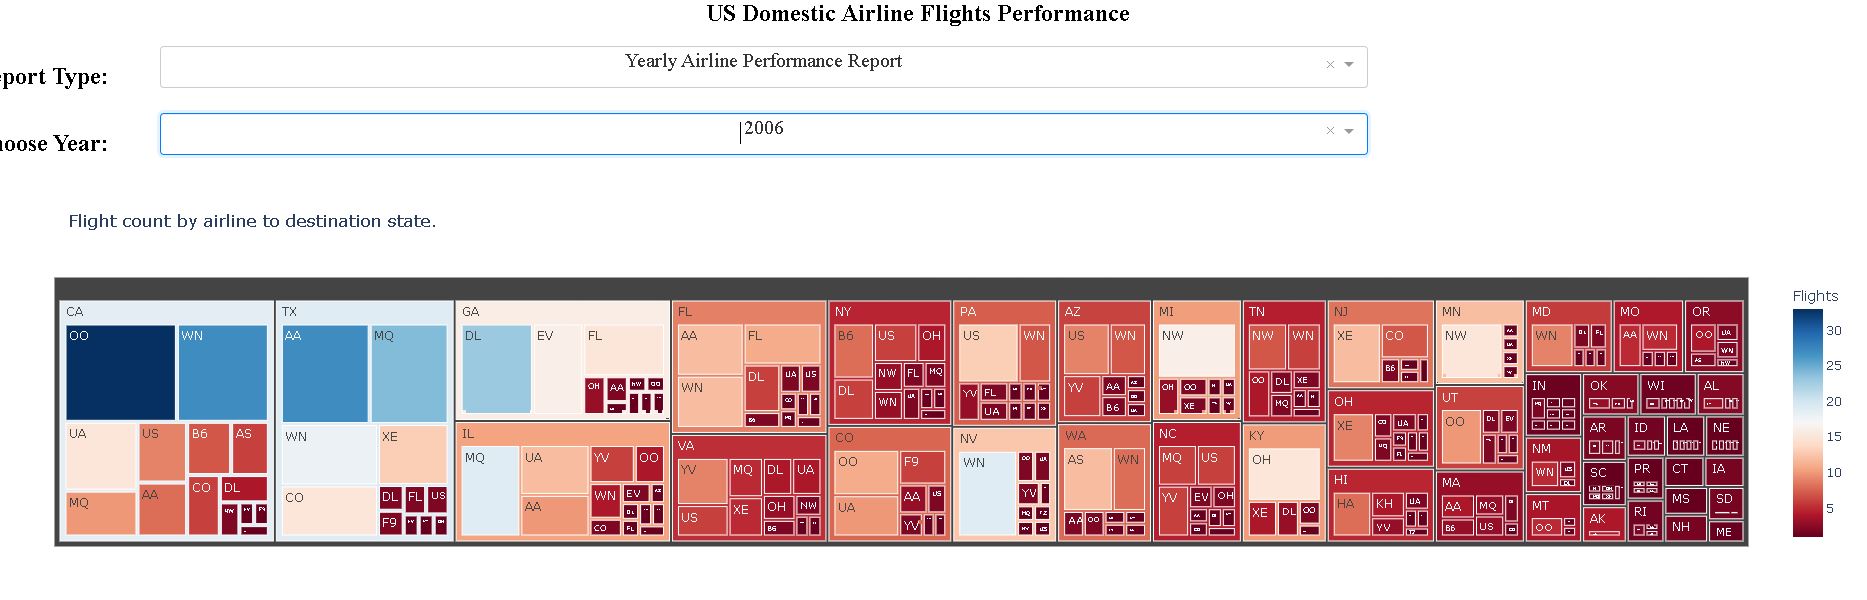 US Domestic Airline Flights Performance
eport Type:
Yearly Airline Performance Report
×
hoose Year:
2006
×
Flight count by airline to destination state.
Flights
30
25
20
15
10
5
CA
OO
WN
UA
US
B6
AS
MQ
AA
CO
DL
TX
AA
MQ
WN
XE
CO
DL
FL
US
F9
GA
DL
EV
FL
OH
AA
IL
MQ
UA
YV
OO
AA
WN
EV
CO
FL
AA
FL
WN
DL
UA
US
VA
YV
MQ
DL
UA
US
XE
OH
NW
B6
NY
B6
US
OH
DL
NW
FL
MQ
WN
UA
CO
OO
F9
UA
AA
US
YV
PA
US
WN
YV
FL
UA
NV
WN
YV
AZ
US
WN
YV
AA
B6
WA
AS
WN
AA
OO
MI
NW
OH
OO
XE
NC
MQ
US
YV
EV
OH
TN
NW
WN
OO
DL
XE
MQ
AA
KY
OH
XE
DL
OO
NJ
XE
CO
B6
OH
XE
UA
HI
HA
KH
UA
YV
MN
NW
UT
OO
DL
EV
MA
AA
MQ
B6
US
MD
WN
DL
FL
MO
AA
WN
OR
OO
UA
WN
IN
OK
WI
AL
NM
WN
AR
ID
LA
NE
MT
OO
SC
PR
CT
IA
AK
RI
MS
SD
NH
ME